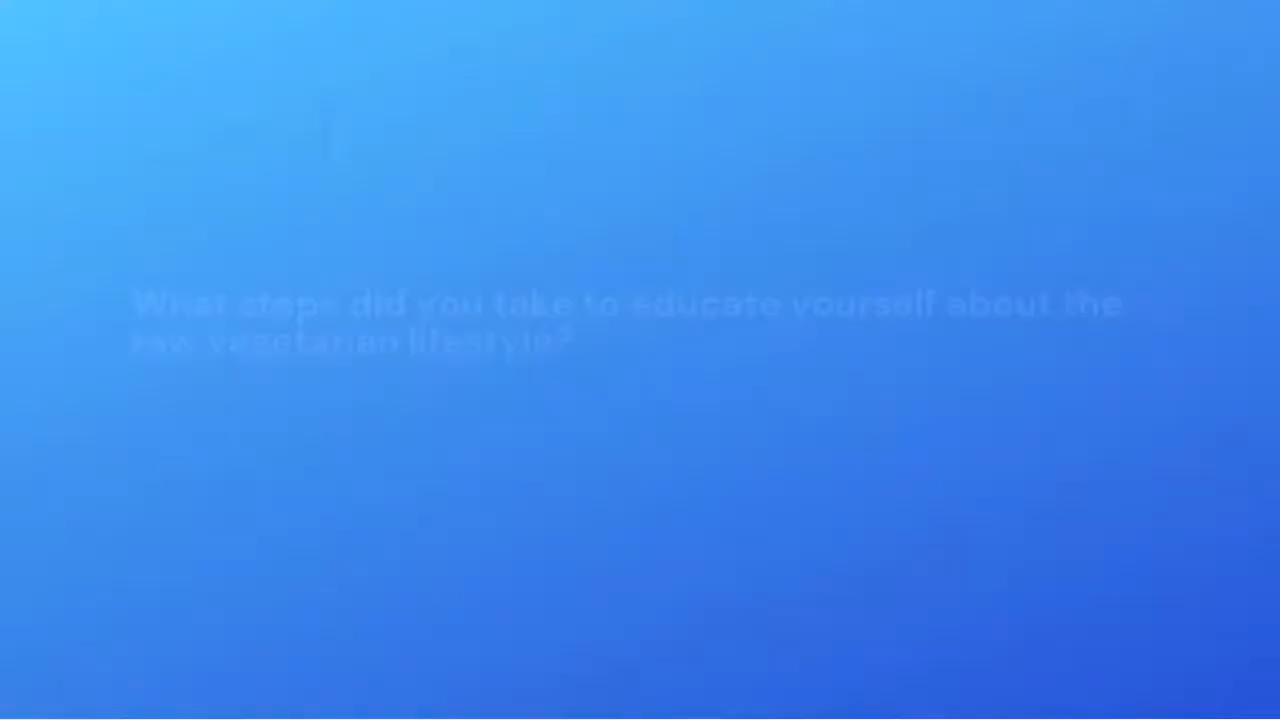 What steps did you take to educate yourself about the
raw vegetarian lifestyle?